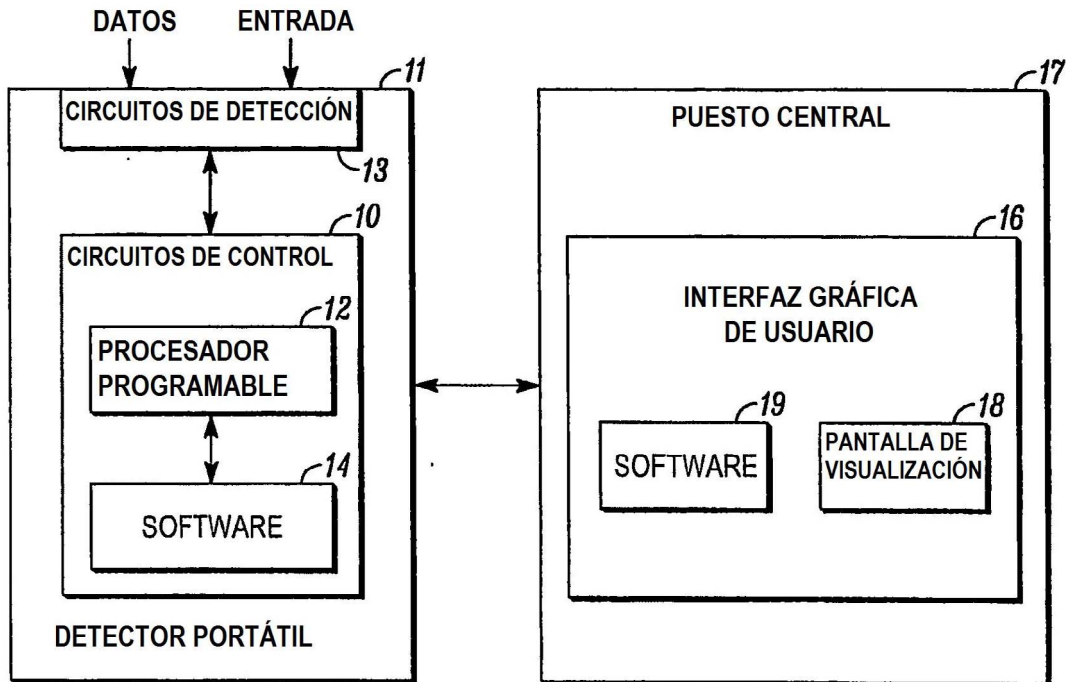 DATOS ENTRADA
11
17
CIRCUITOS DE DETECCIÓN
PUESTO CENTRAL
13
10
16
CIRCUITOS DE CONTROL
INTERFAZ GRÁFICA
DE USUARIO
12
PROCESADOR
PROGRAMABLE
19
18
SOFTWARE
PANTALLA DE
VISUALIZACIÓN
14
SOFTWARE
DETECTOR PORTÁTIL